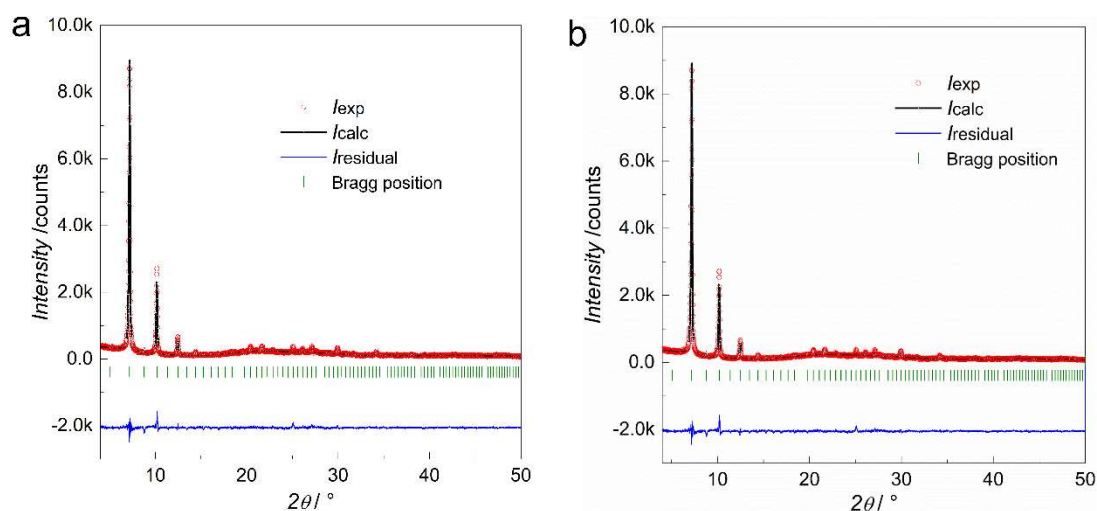 a
10.0k
8.0k
6.0k
4.0k
2.0k
0.0
-2.0k
Intensity /counts
Iexp
Icalc
Iresidual
Bragg position
10
20
30
40
50
2θ / °
b
10.0k
8.0k
6.0k
4.0k
2.0k
0.0
-2.0k
Intensity /counts
Iexp
Icalc
Iresidual
Bragg position
10
20
30
40
50
2θ / °